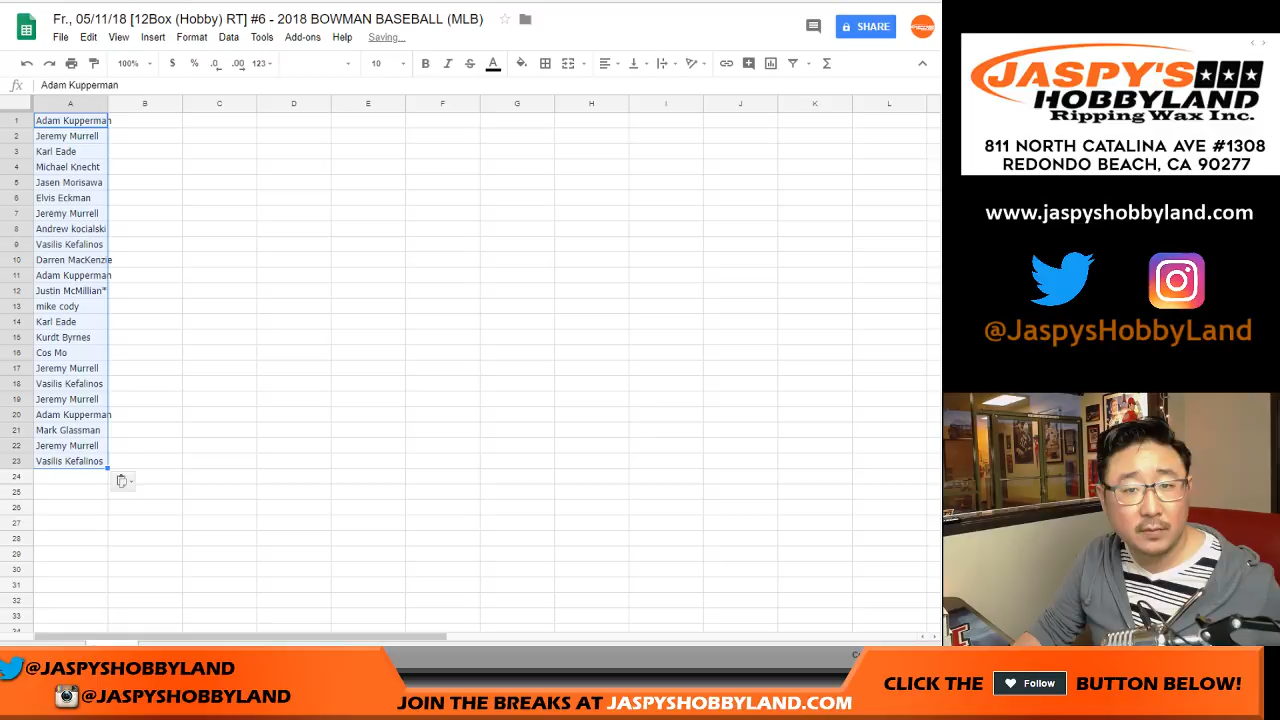 Fr., 05/11/18 [12Box (Hobby) RT] #6 - 2018 BOWMAN BASEBALL (MLB)
File Edit View Insert Format Data Tools Add-ons Help Saving...
SHARE
100% $ % .0 .00 123 10 B I S A Σ
fx Adam Kupperman
A B C D E F G H I J K L
1 Adam Kupperman
2 Jeremy Murrell
3 Karl Eade
4 Michael Knecht
5 Jasen Morisawa
6 Elvis Eckman
7 Jeremy Murrell
8 Andrew kocialski
9 Vasilis Kefalinos
10 Darren MacKenzie
11 Adam Kupperman
12 Justin McMillian*
13 mike cody
14 Karl Eade
15 Kurdt Byrnes
16 Cos Mo
17 Jeremy Murrell
18 Vasilis Kefalinos
19 Jeremy Murrell
20 Adam Kupperman
21 Mark Glassman
22 Jeremy Murrell
23 Vasilis Kefalinos
24
25
26
27
28
29
30
31
32
33
JASPY'S
HOBBYLAND
Ripping Wax Inc.
811 NORTH CATALINA AVE #1308
REDONDO BEACH, CA 90277
www.jaspyshobbyland.com
@JaspysHobbyLand
@JASPYSHOBBYLAND
@JASPYSHOBBYLAND
JOIN THE BREAKS AT JASPYSHOBBYLAND.COM
CLICK THE Follow BUTTON BELOW!